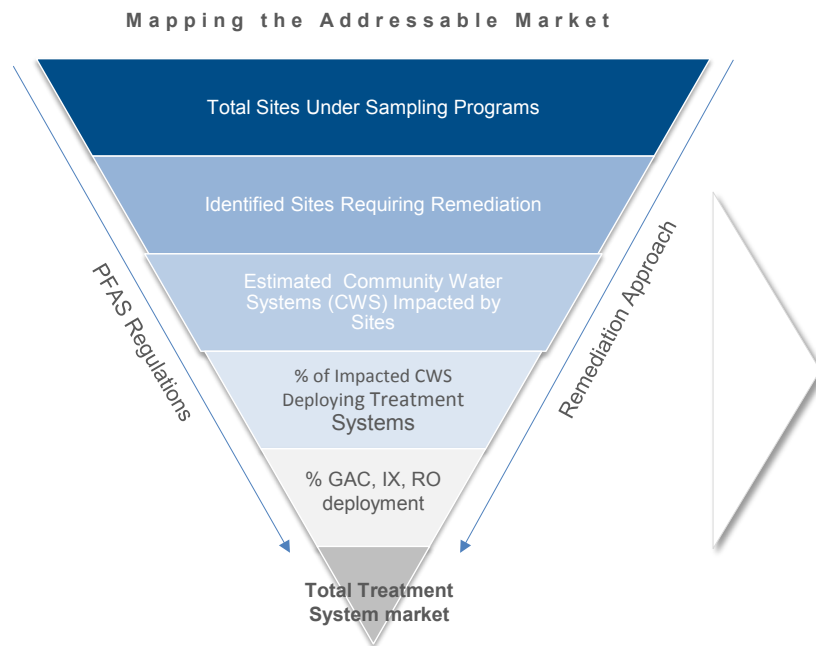 Mapping the Addressable Market
Total Sites Under Sampling Programs
Identified Sites Requiring Remediation
Estimated Community Water
Systems (CWS) Impacted by
Sites
% of Impacted CWS
Deploying Treatment
Systems
% GAC, IX, RO
deployment
Total Treatment
System market
PFAS Regulations
Remediation Approach